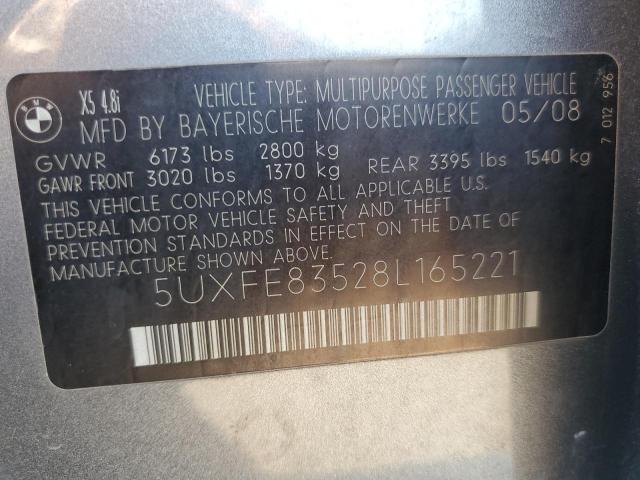 BMW
X5 4.8i
VEHICLE TYPE: MULTIPURPOSE PASSENGER VEHICLE
MFD BY BAYERISCHE MOTORENWERKE 05/08
GVWR 6173 lbs 2800 kg
GAWR FRONT 3020 lbs 1370 kg REAR 3395 lbs 1540 kg
THIS VEHICLE CONFORMS TO ALL APPLICABLE U.S.
FEDERAL MOTOR VEHICLE SAFETY AND THEFT
PREVENTION STANDARDS IN EFFECT ON THE DATE OF
MANUFACTURE SHOWN ABOVE.
5UXFE83528L165221
7 012 956